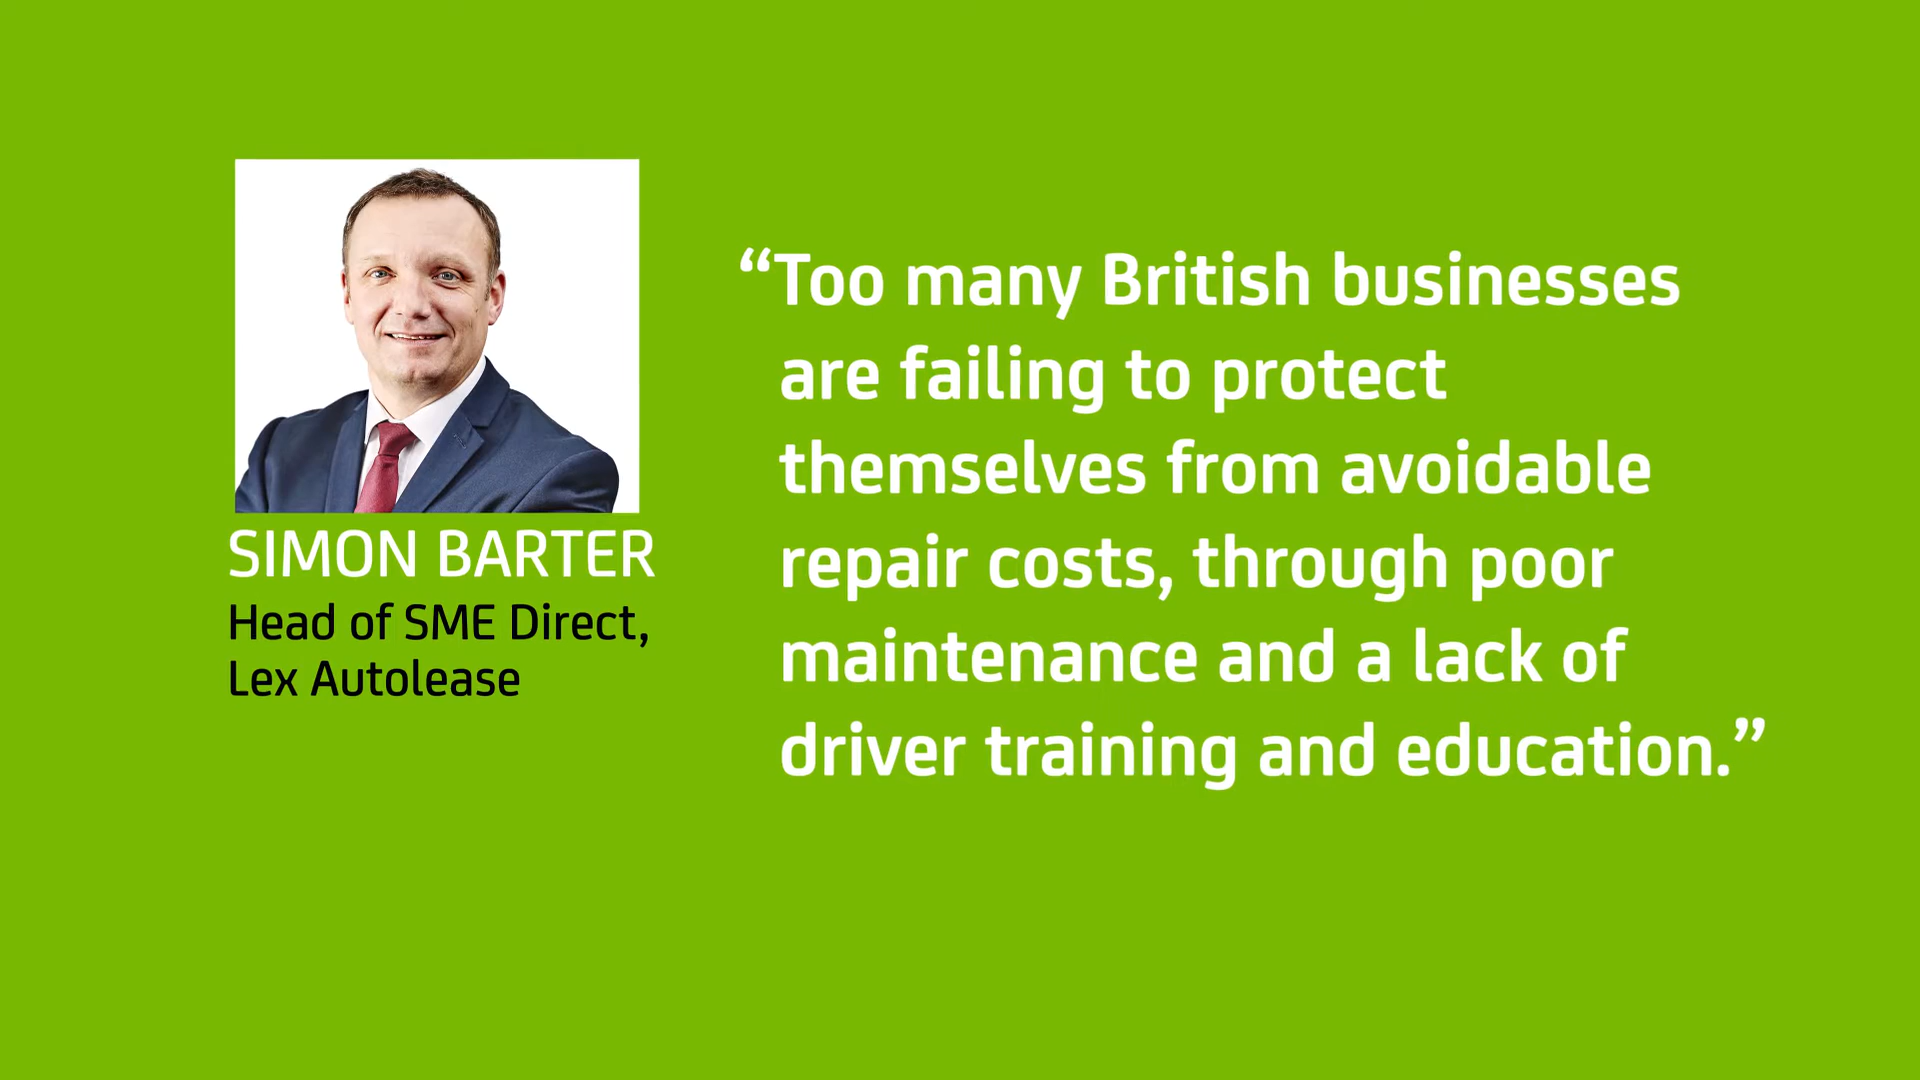 SIMON BARTER
Head of SME Direct,
Lex Autolease
“Too many British businesses
are failing to protect
themselves from avoidable
repair costs, through poor
maintenance and a lack of
driver training and education.”